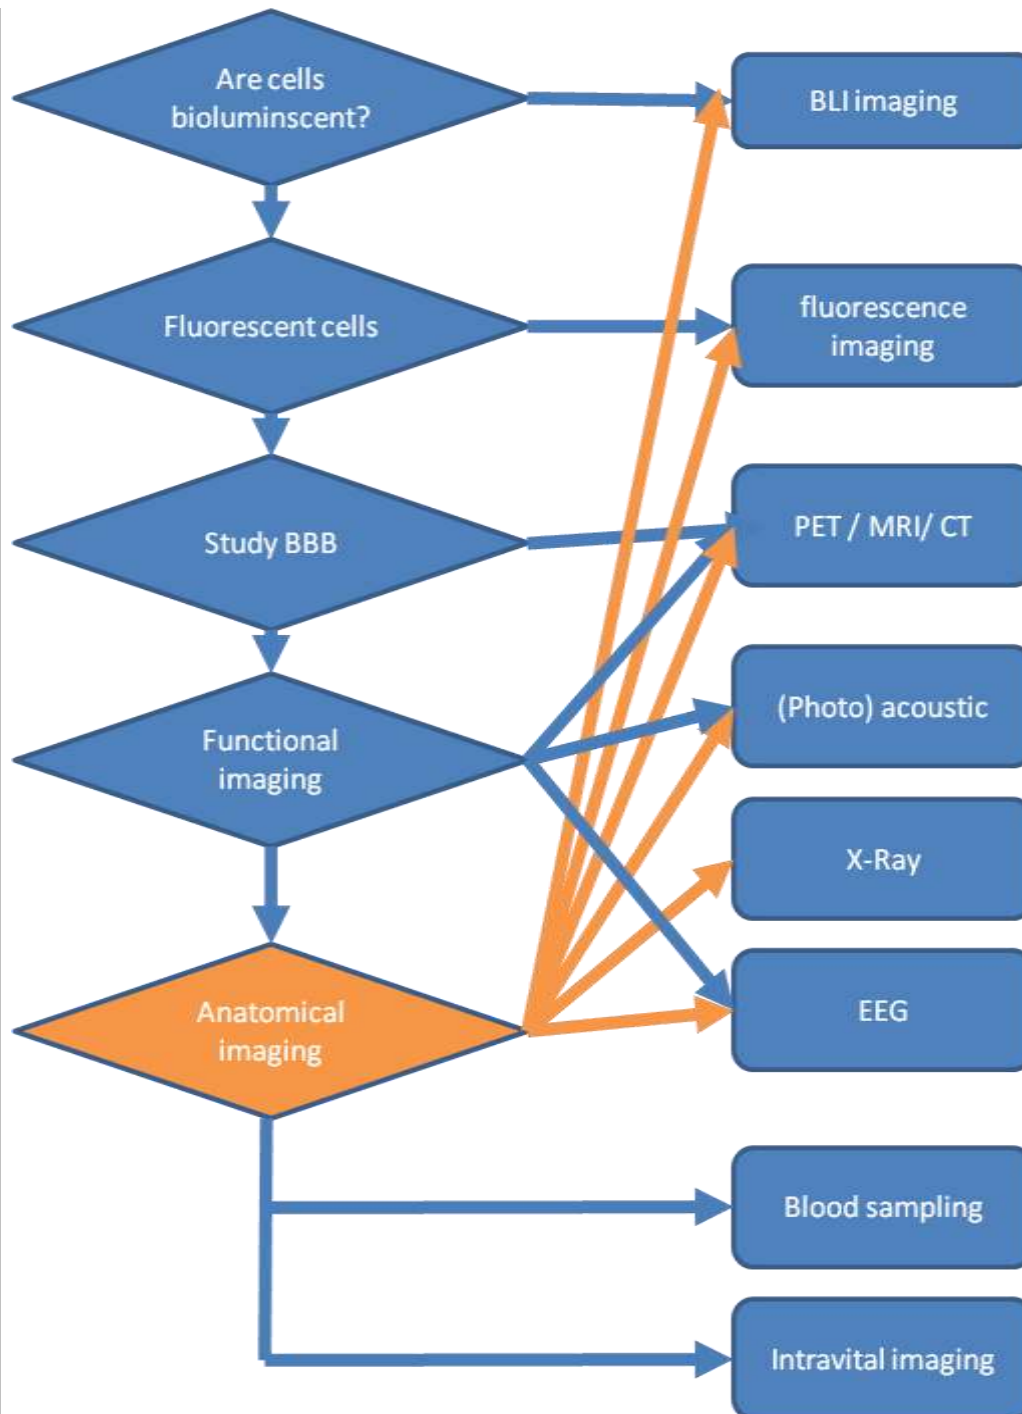 Are cells
bioluminscent?
BLI imaging
Fluorescent cells
fluorescence
imaging
Study BBB
PET / MRI/ CT
Functional
imaging
(Photo) acoustic
X-Ray
Anatomical
imaging
EEG
Blood sampling
Intravital imaging